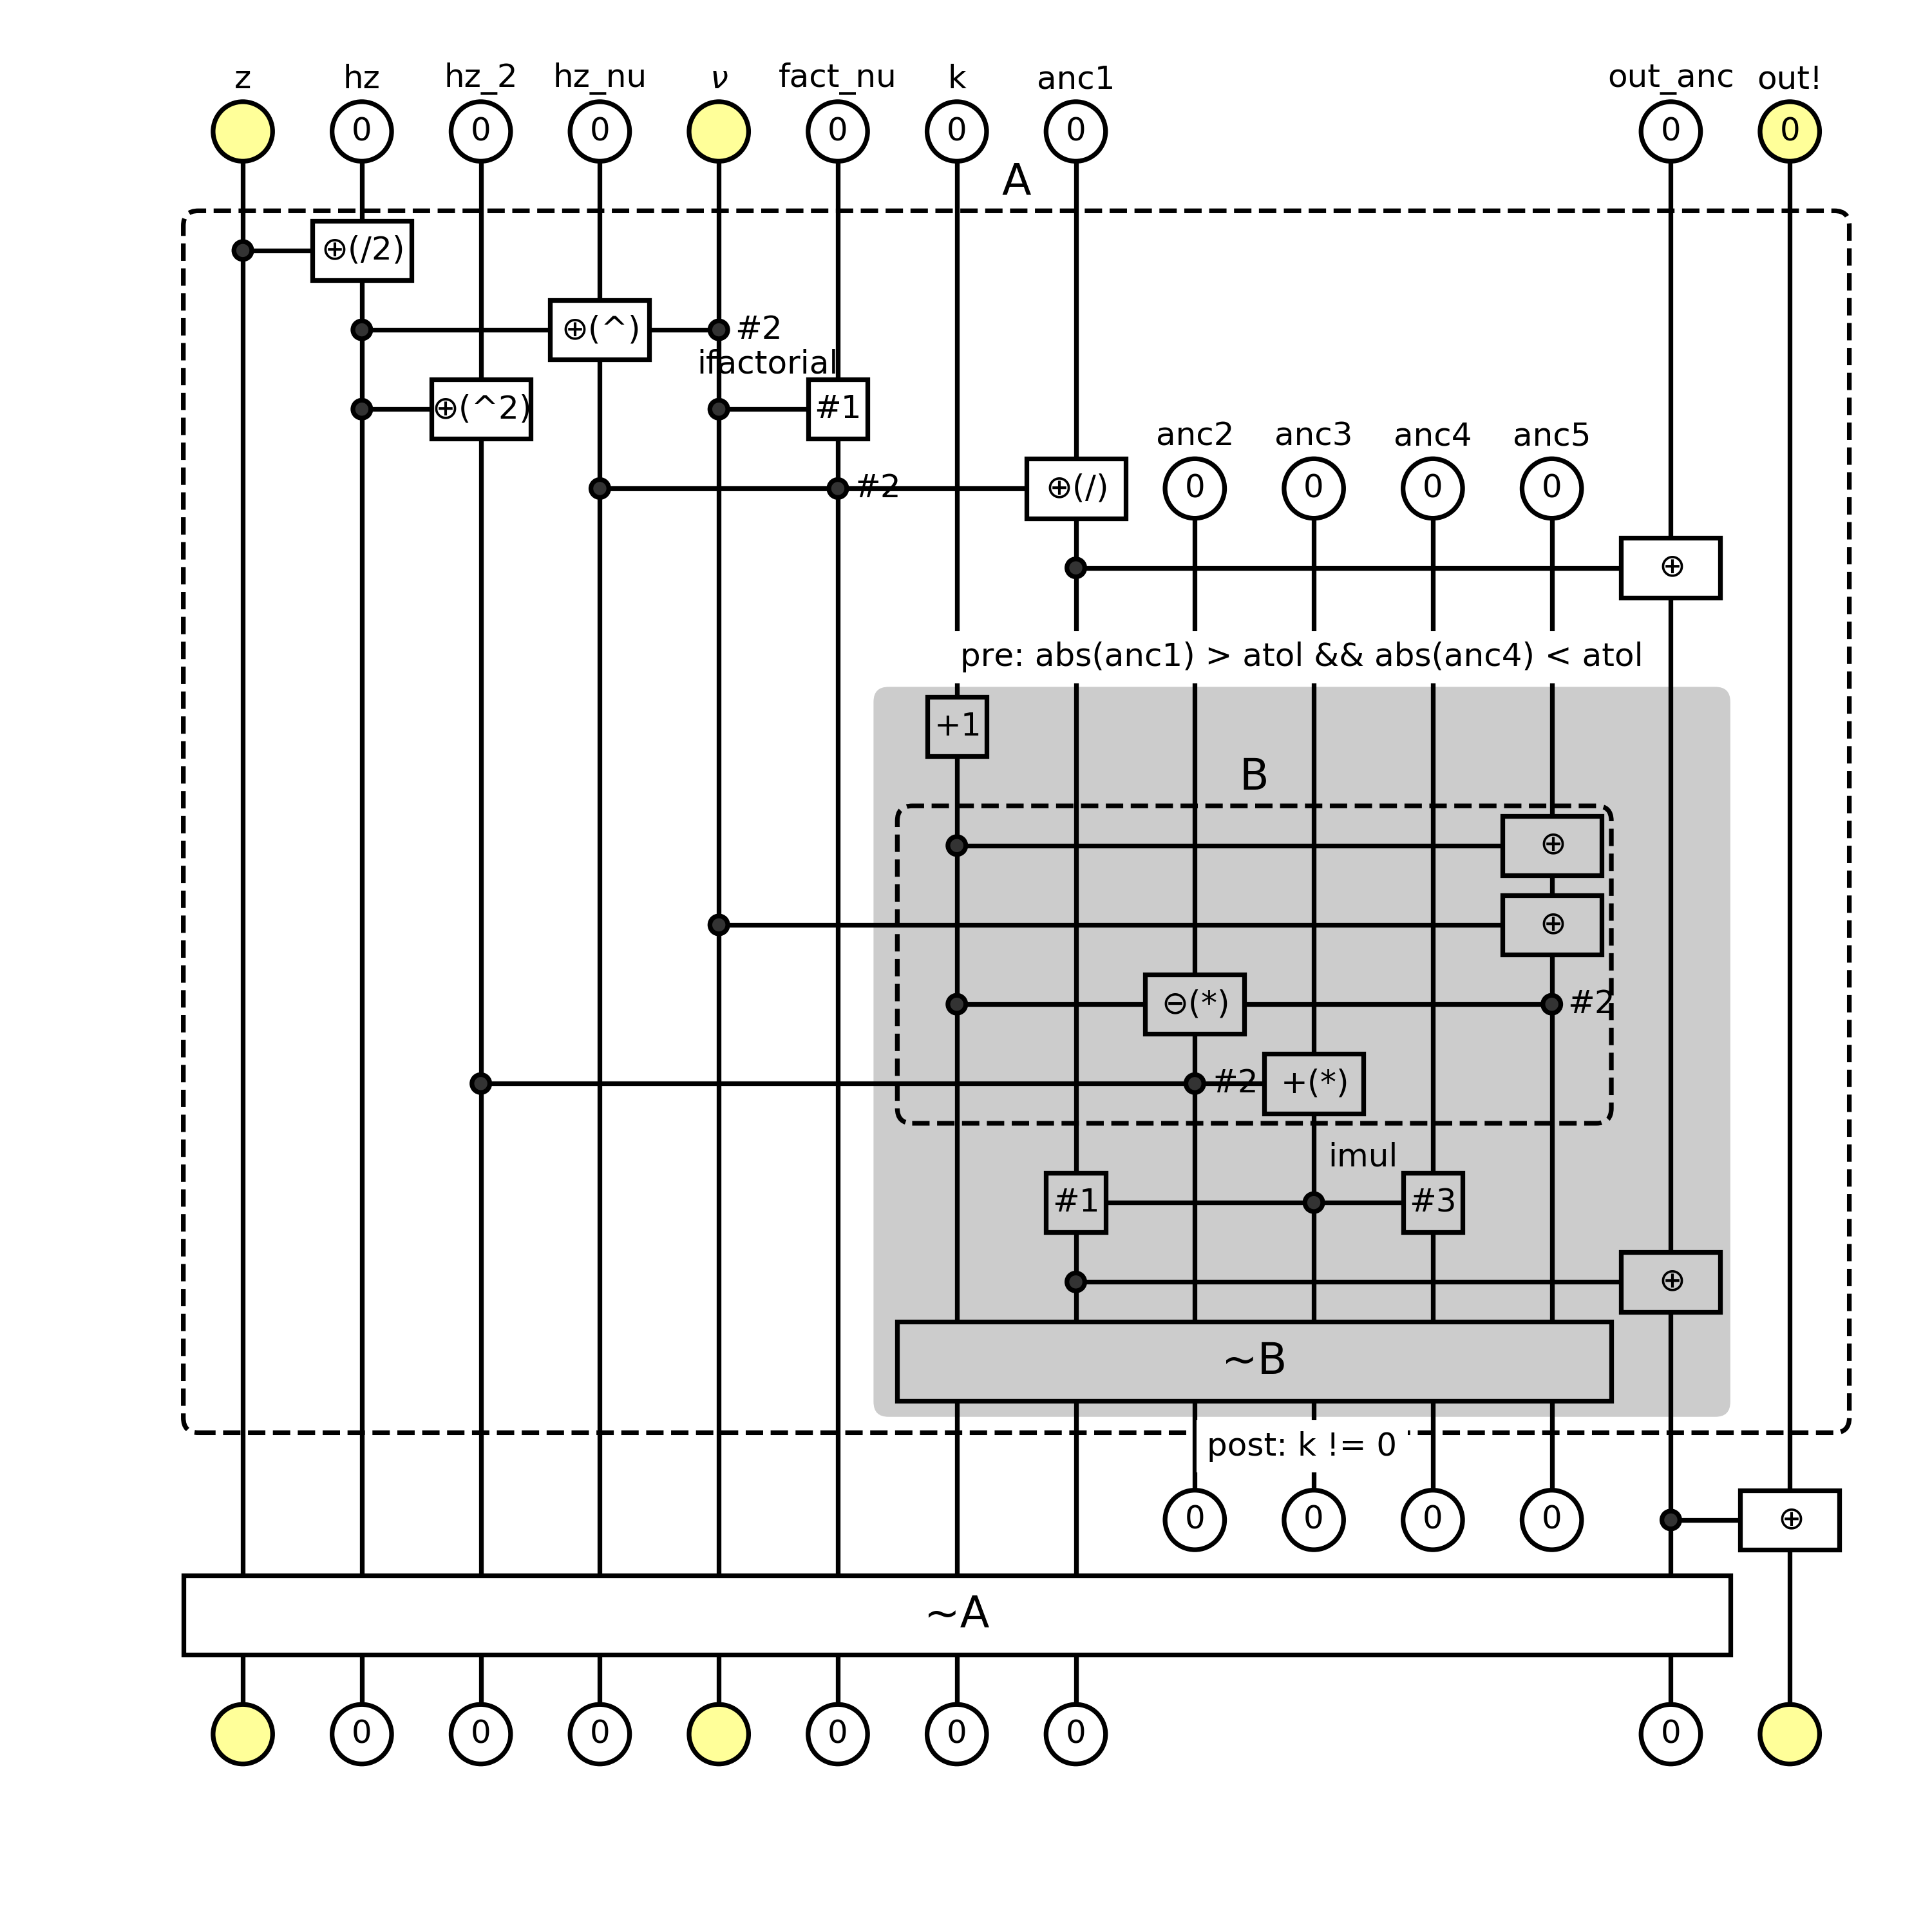 z hz hz_2 hz_nu ν fact_nu k anc1 out_anc out!
0 0 0 0 0 0 0 0
A
⊕(/2)
⊕(^) #2
ifactorial
⊕(^2) #1
anc2 anc3 anc4 anc5
#2 ⊕(/) 0 0 0 0
⊕
pre: abs(anc1) > atol && abs(anc4) < atol
+1
B
⊕
⊕
⊖(*) #2
#2 +(*)
imul
#1 #3
⊕
~B
post: k != 0
0 0 0 0 ⊕
~A
0 0 0 0 0 0 0